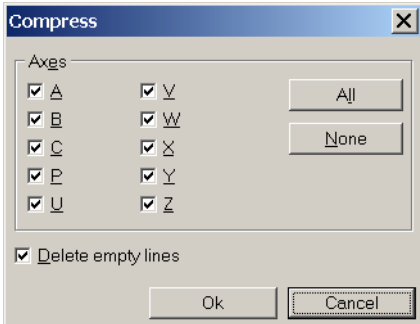 Compress
Axes
A V All
B W
C X None
P Y
U Z
Delete empty lines
Ok Cancel